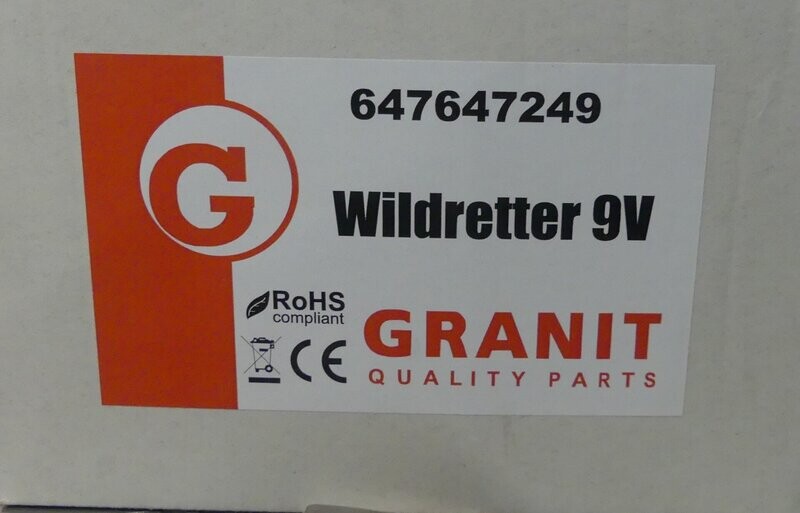 647647249
G
Wildretter 9V
RoHS
compliant
CE
GRANIT
QUALITY PARTS